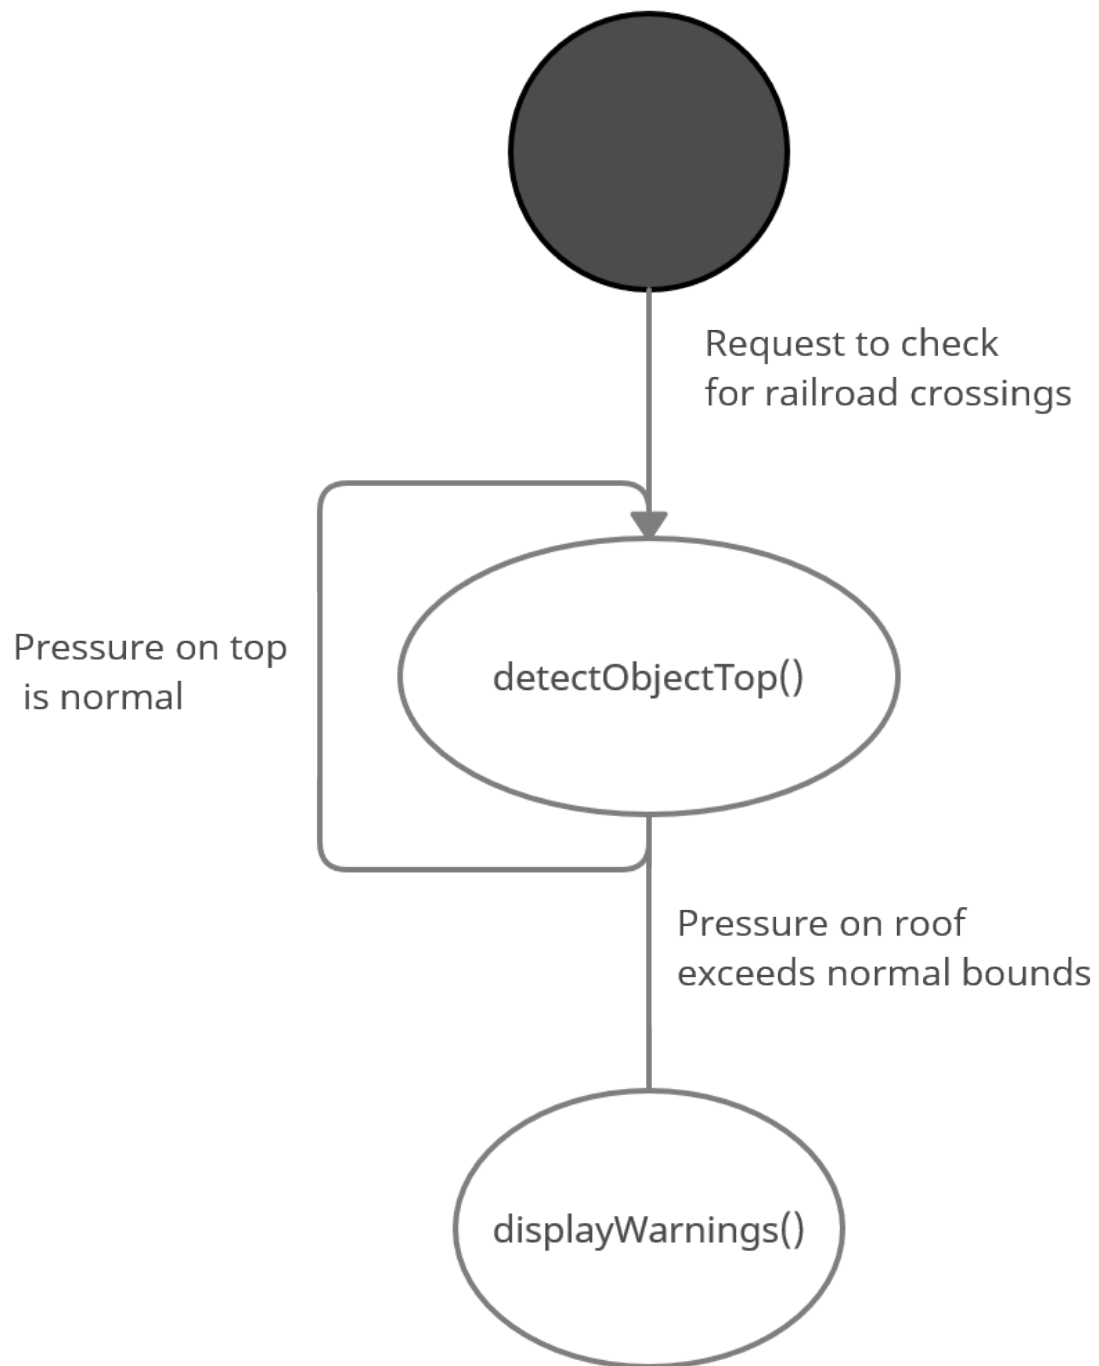 Request to check
for railroad crossings
Pressure on top
is normal
detectObjectTop()
Pressure on roof
exceeds normal bounds
displayWarnings()